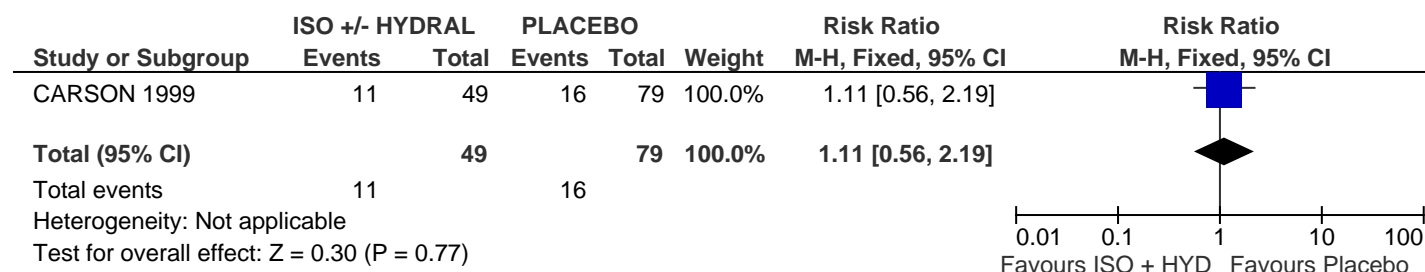 ISO +/- HYDRAL PLACEBO Risk Ratio Risk Ratio
Study or Subgroup Events Total Events Total Weight M-H, Fixed, 95% CI M-H, Fixed, 95% CI
CARSON 1999 11 49 16 79 100.0% 1.11 [0.56, 2.19]
Total (95% CI) 49 79 100.0% 1.11 [0.56, 2.19]
Total events 11 16
Heterogeneity: Not applicable
Test for overall effect: Z = 0.30 (P = 0.77)
0.01 0.1 1 10 100
Favours ISO + HYD Favours Placebo